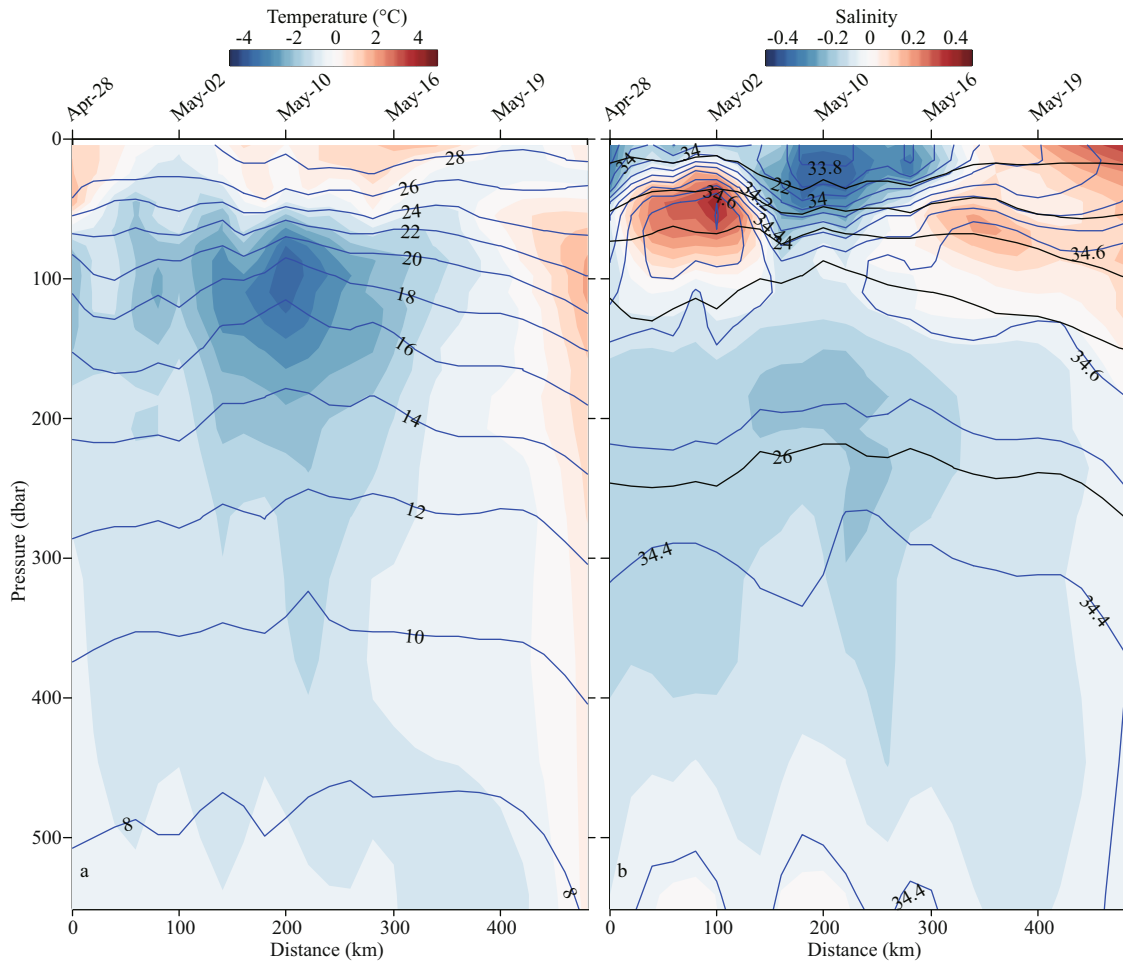 Temperature (°C)
-4 -2 0 2 4
Apr-28 May-02 May-10 May-16 May-19
Salinity
-0.4 -0.2 0 0.2 0.4
Apr-28 May-02 May-10 May-16 May-19
0
100
200
300
400
500
Pressure (dbar)
28
26
24
22
20
18
16
14
12
10
8
8
a
0 100 200 300 400
Distance (km)
34
34
33.8
22
34.6
34.2
34
34.4
24
34.6
34.6
26
34.4
34.4
34.4
b
0 100 200 300 400
Distance (km)